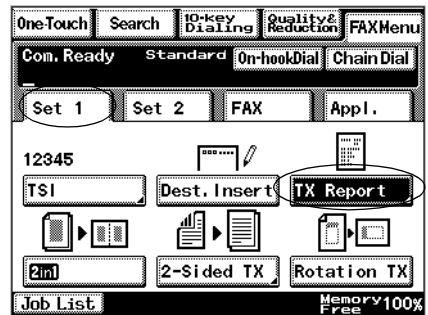 One-Touch Search 10-key Dialing Quality& Reduction FAX Menu
Com. Ready Standard On-hookDial Chain Dial
Set 1 Set 2 FAX Appl.
12345
TSI Dest. Insert TX Report
2in1 2-Sided TX Rotation TX
Job List Memory Free 100%